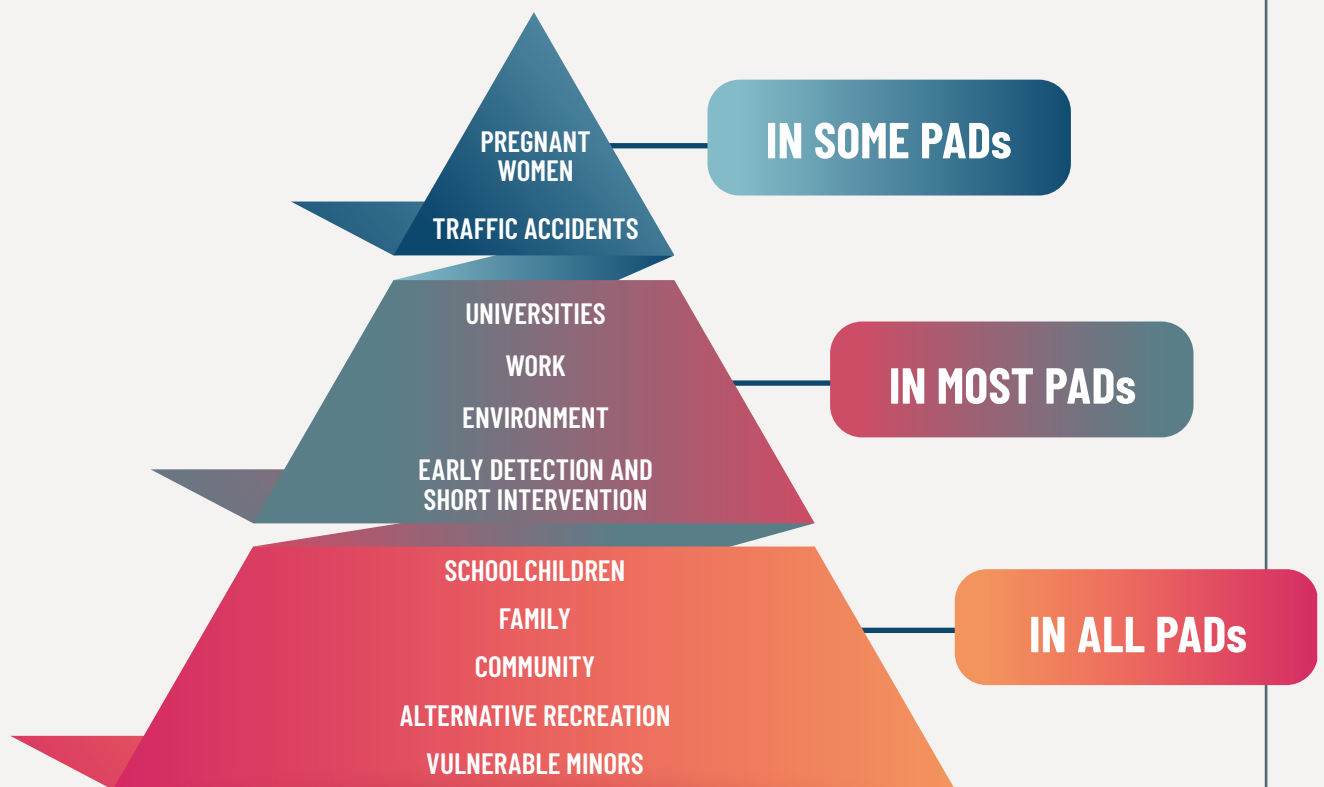 PREGNANT
WOMEN
TRAFFIC ACCIDENTS
IN SOME PADs
UNIVERSITIES
WORK
ENVIRONMENT
EARLY DETECTION AND
SHORT INTERVENTION
IN MOST PADs
SCHOOLCHILDREN
FAMILY
COMMUNITY
ALTERNATIVE RECREATION
VULNERABLE MINORS
IN ALL PADs